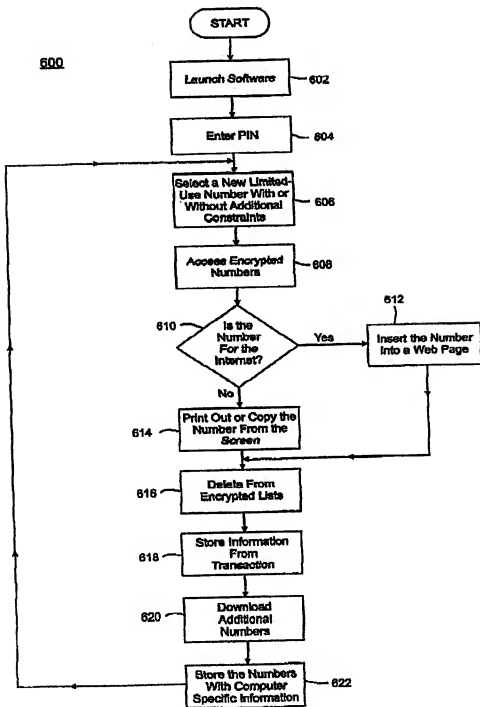 START
600
Launch Software
602
Enter PIN
604
Select a New Limited-
Use Number With or
Without Additional
Constraints
606
Access Encrypted
Numbers
608
610
Is the
Number
For the
Internet?
Yes
612
Insert the Number
Into a Web Page
No
614
Print Out or Copy the
Number From the
Screen
616
Delete From
Encrypted Lists
618
Store Information
From
Transaction
620
Download
Additional
Numbers
Store the Numbers
With Computer
Specific Information
622